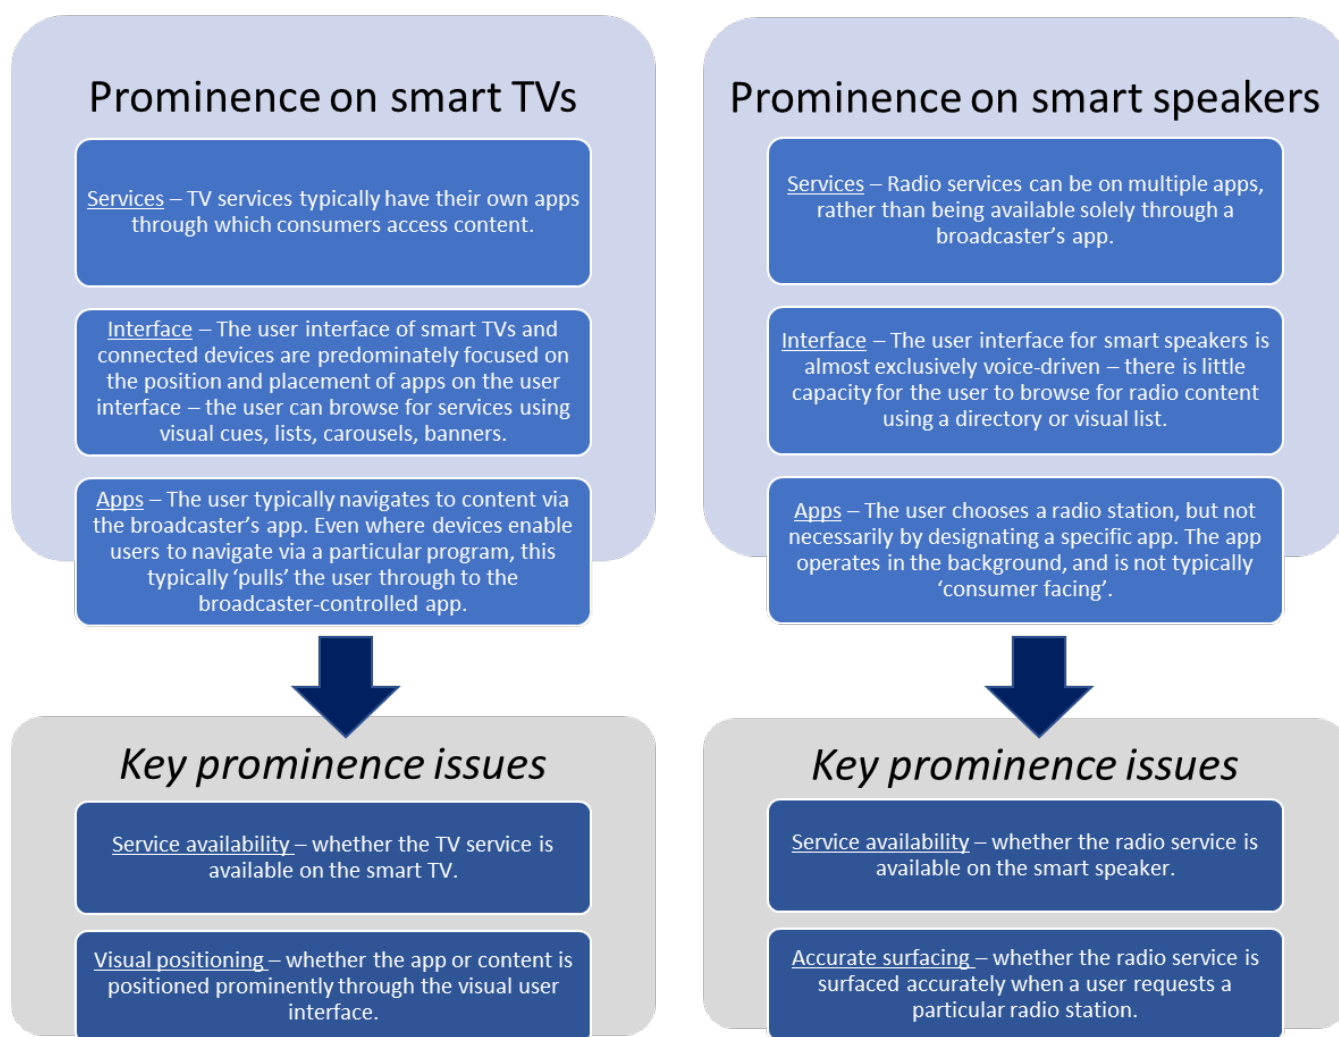 Prominence on smart TVs
Services – TV services typically have their own apps
through which consumers access content.
Interface – The user interface of smart TVs and
connected devices are predominately focused on
the position and placement of apps on the user
interface – the user can browse for services using
visual cues, lists, carousels, banners.
Apps – The user typically navigates to content via
the broadcaster’s app. Even where devices enable
users to navigate via a particular program, this
typically ‘pulls’ the user through to the
broadcaster-controlled app.
Key prominence issues
Service availability – whether the TV service is
available on the smart TV.
Visual positioning – whether the app or content is
positioned prominently through the visual user
interface.
Prominence on smart speakers
Services – Radio services can be on multiple apps,
rather than being available solely through a
broadcaster’s app.
Interface – The user interface for smart speakers is
almost exclusively voice-driven – there is little
capacity for the user to browse for radio content
using a directory or visual list.
Apps – The user chooses a radio station, but not
necessarily by designating a specific app. The app
operates in the background, and is not typically
‘consumer facing’.
Key prominence issues
Service availability – whether the radio service is
available on the smart speaker.
Accurate surfacing – whether the radio service is
surfaced accurately when a user requests a
particular radio station.